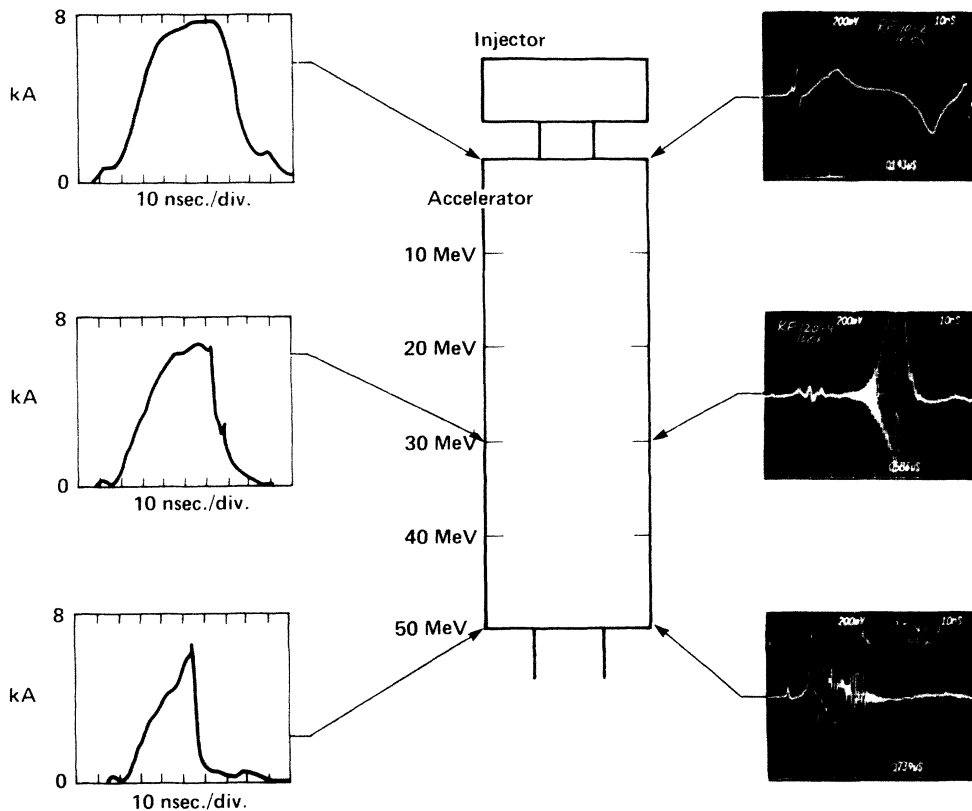 8
kA
0
10 nsec./div.
Injector
200mV 10nS
Accelerator
10 MeV
20 MeV
30 MeV
40 MeV
50 MeV
8
kA
0
10 nsec./div.
200mV 10nS
8
kA
0
10 nsec./div.
200mV 10nS